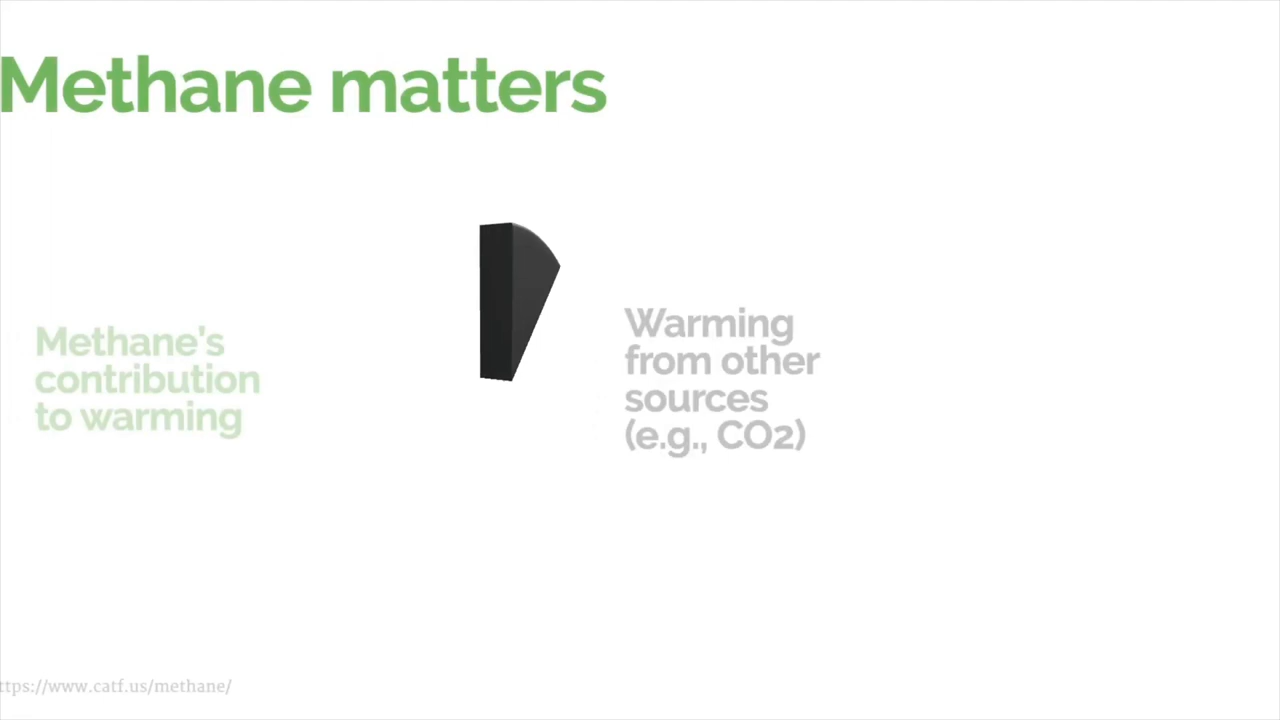 Methane matters
Methane's
contribution
to warming
Warming
from other
sources
(e.g., CO2)
ttps://www.catf.us/methane/